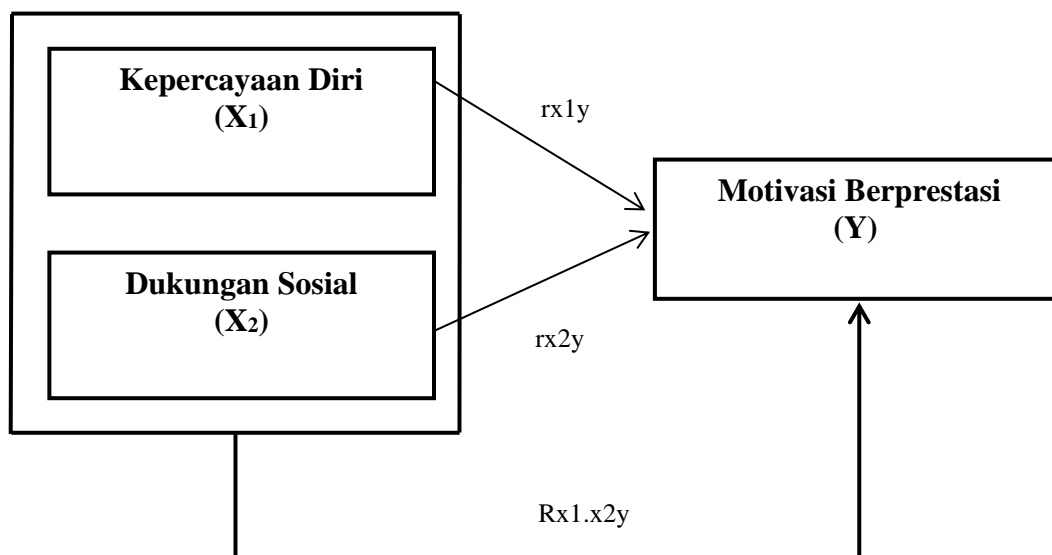 Kepercayaan Diri
(X₁)
rx1y
Motivasi Berprestasi
(Y)
Dukungan Sosial
(X₂)
rx2y
Rx1.x2y